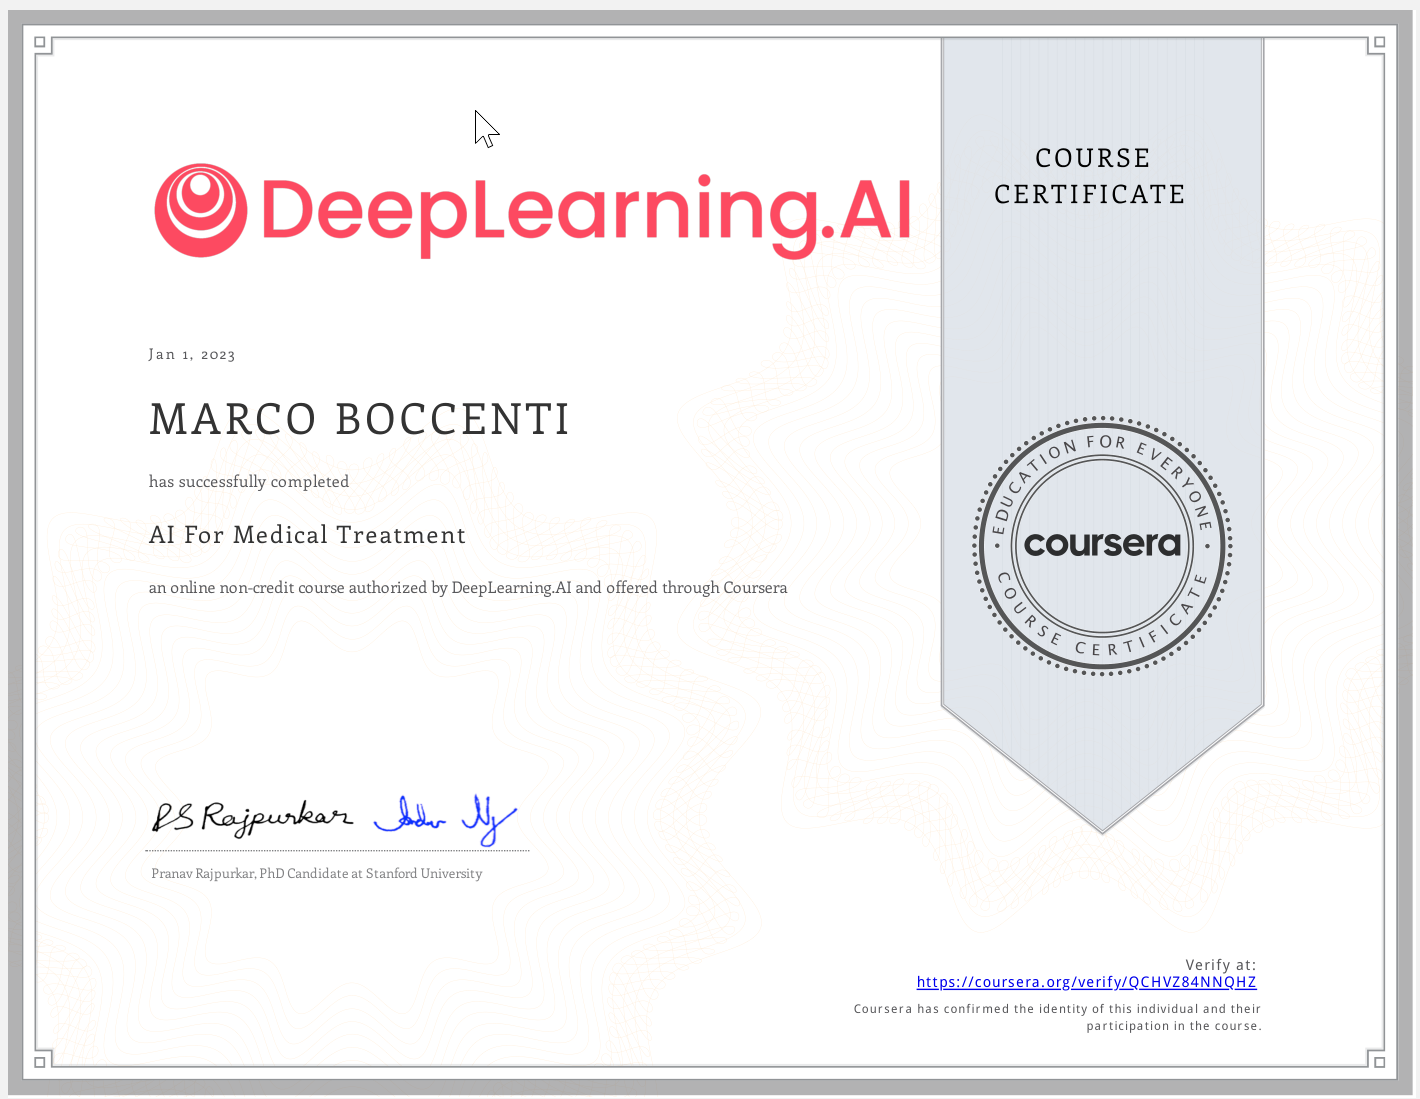 DeepLearning.AI
COURSE
CERTIFICATE
Jan 1, 2023
MARCO BOCCENTI
has successfully completed
AI For Medical Treatment
an online non-credit course authorized by DeepLearning.AI and offered through Coursera
EDUCATION FOR EVERYONE
coursera
COURSE CERTIFICATE
PS Rajpurkar
Pranav Rajpurkar, PhD Candidate at Stanford University
Verify at:
https://coursera.org/verify/QCHVZ84NNQHZ
Coursera has confirmed the identity of this individual and their
participation in the course.